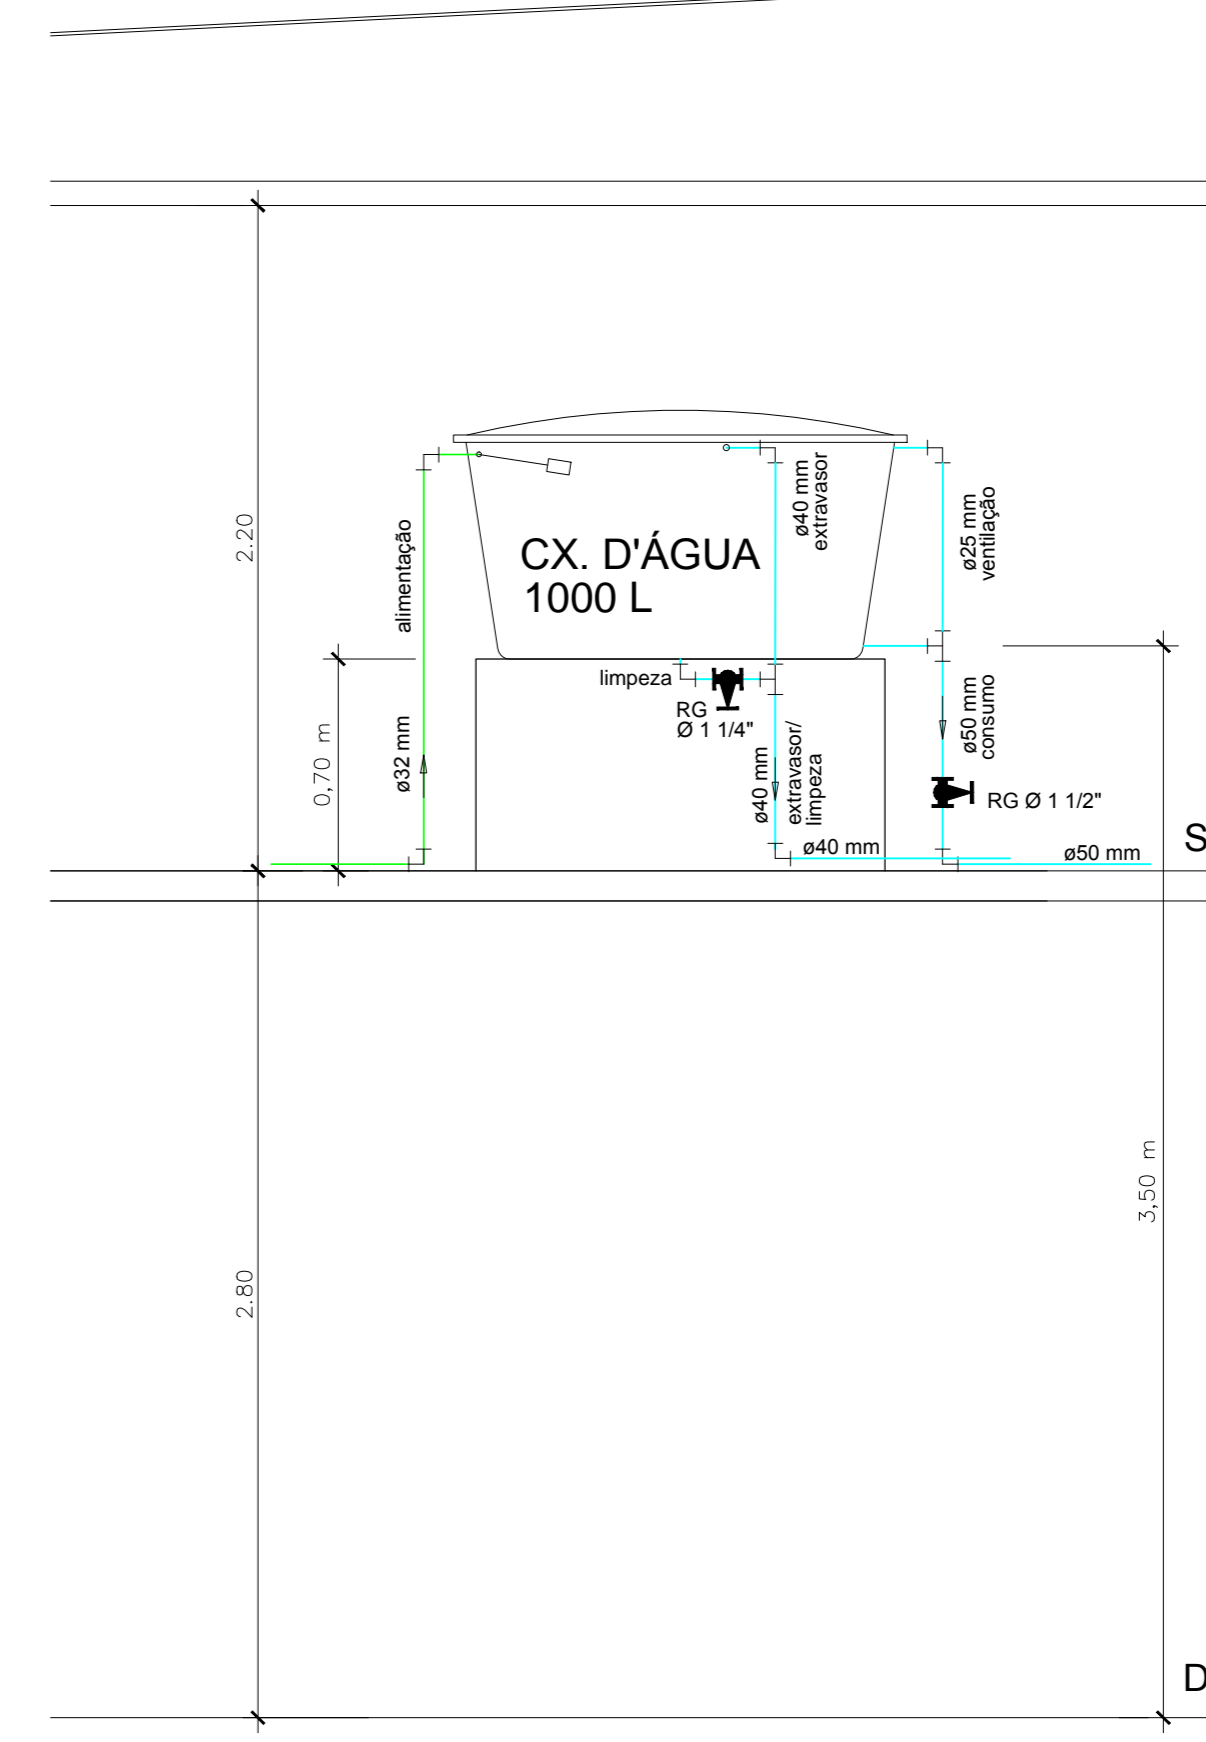 2.20
alimentação
CX. D'ÁGUA
1000 L
ø40 mm
extravasor
ø25 mm
ventilação
0,70 m
ø32 mm
limpeza
RG
Ø 1 1/4"
ø40 mm
extravasor/
limpeza
ø50 mm
consumo
RG Ø 1 1/2"
ø40 mm
ø50 mm
S
3,50 m
2.80
D